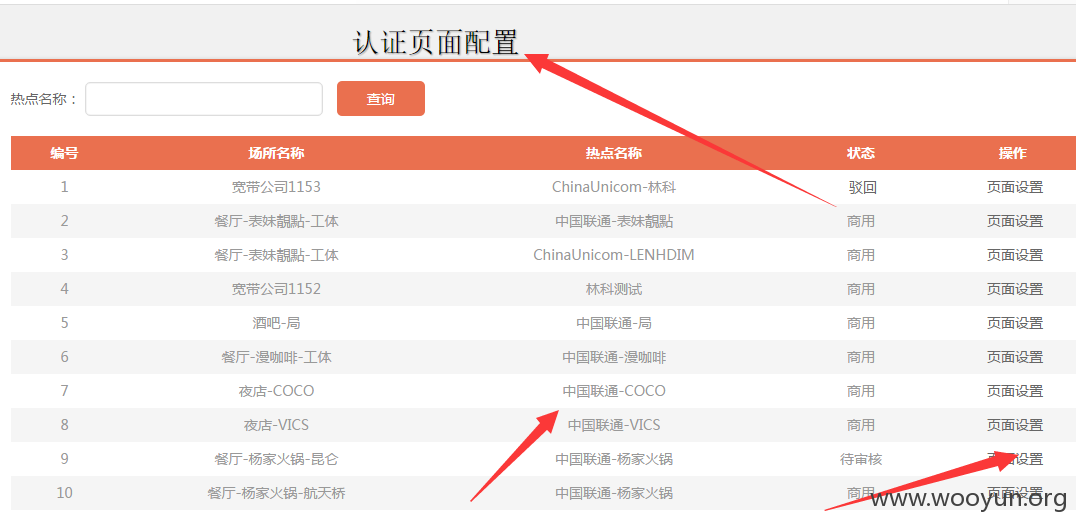 认证页面配置
热点名称： 查询
编号 场所名称 热点名称 状态 操作
1 宽带公司1153 ChinaUnicom-林科 驳回 页面设置
2 餐厅-表妹靚點-工体 中国联通-表妹靚點 商用 页面设置
3 餐厅-表妹靚點-工体 ChinaUnicom-LENHDIM 商用 页面设置
4 宽带公司1152 林科测试 商用 页面设置
5 酒吧-局 中国联通-局 商用 页面设置
6 餐厅-漫咖啡-工体 中国联通-漫咖啡 商用 页面设置
7 夜店-COCO 中国联通-COCO 商用 页面设置
8 夜店-VICS 中国联通-VICS 商用 页面设置
9 餐厅-杨家火锅-昆仑 中国联通-杨家火锅 待审核 页面设置
10 餐厅-杨家火锅-航天桥 中国联通-杨家火锅 商用 页面设置
www.wooyun.org